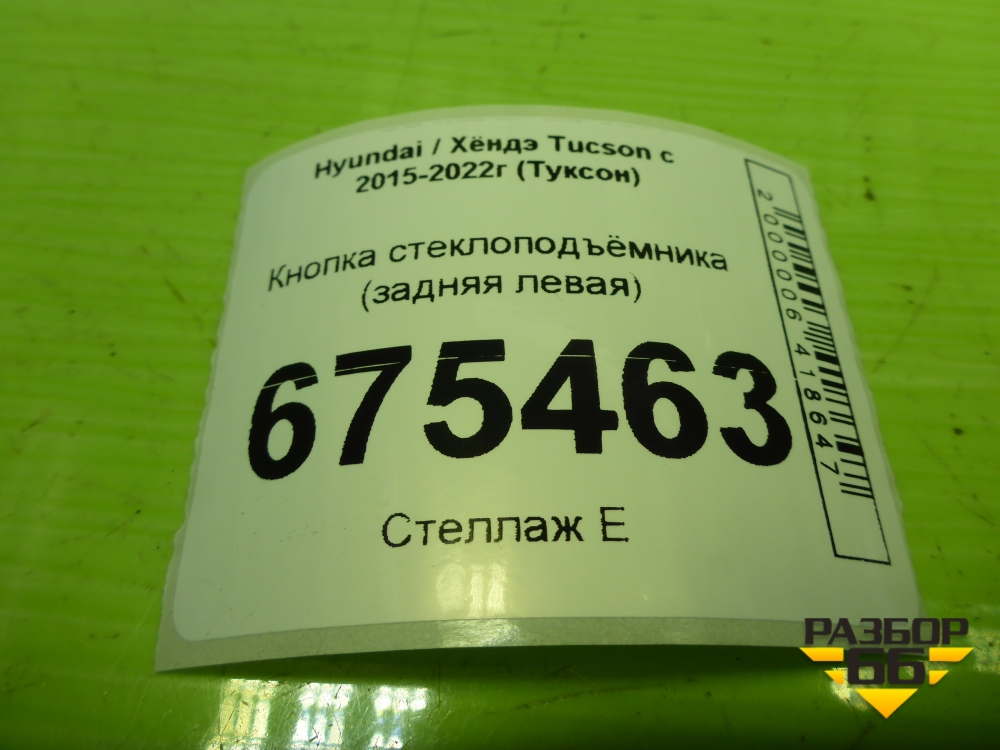 Hyundai / Хёндэ Tucson с
2015-2022г (Туксон)
Кнопка стеклоподъёмника
(задняя левая)
675463
Стеллаж Е
2000006418647
РАЗБОР
66